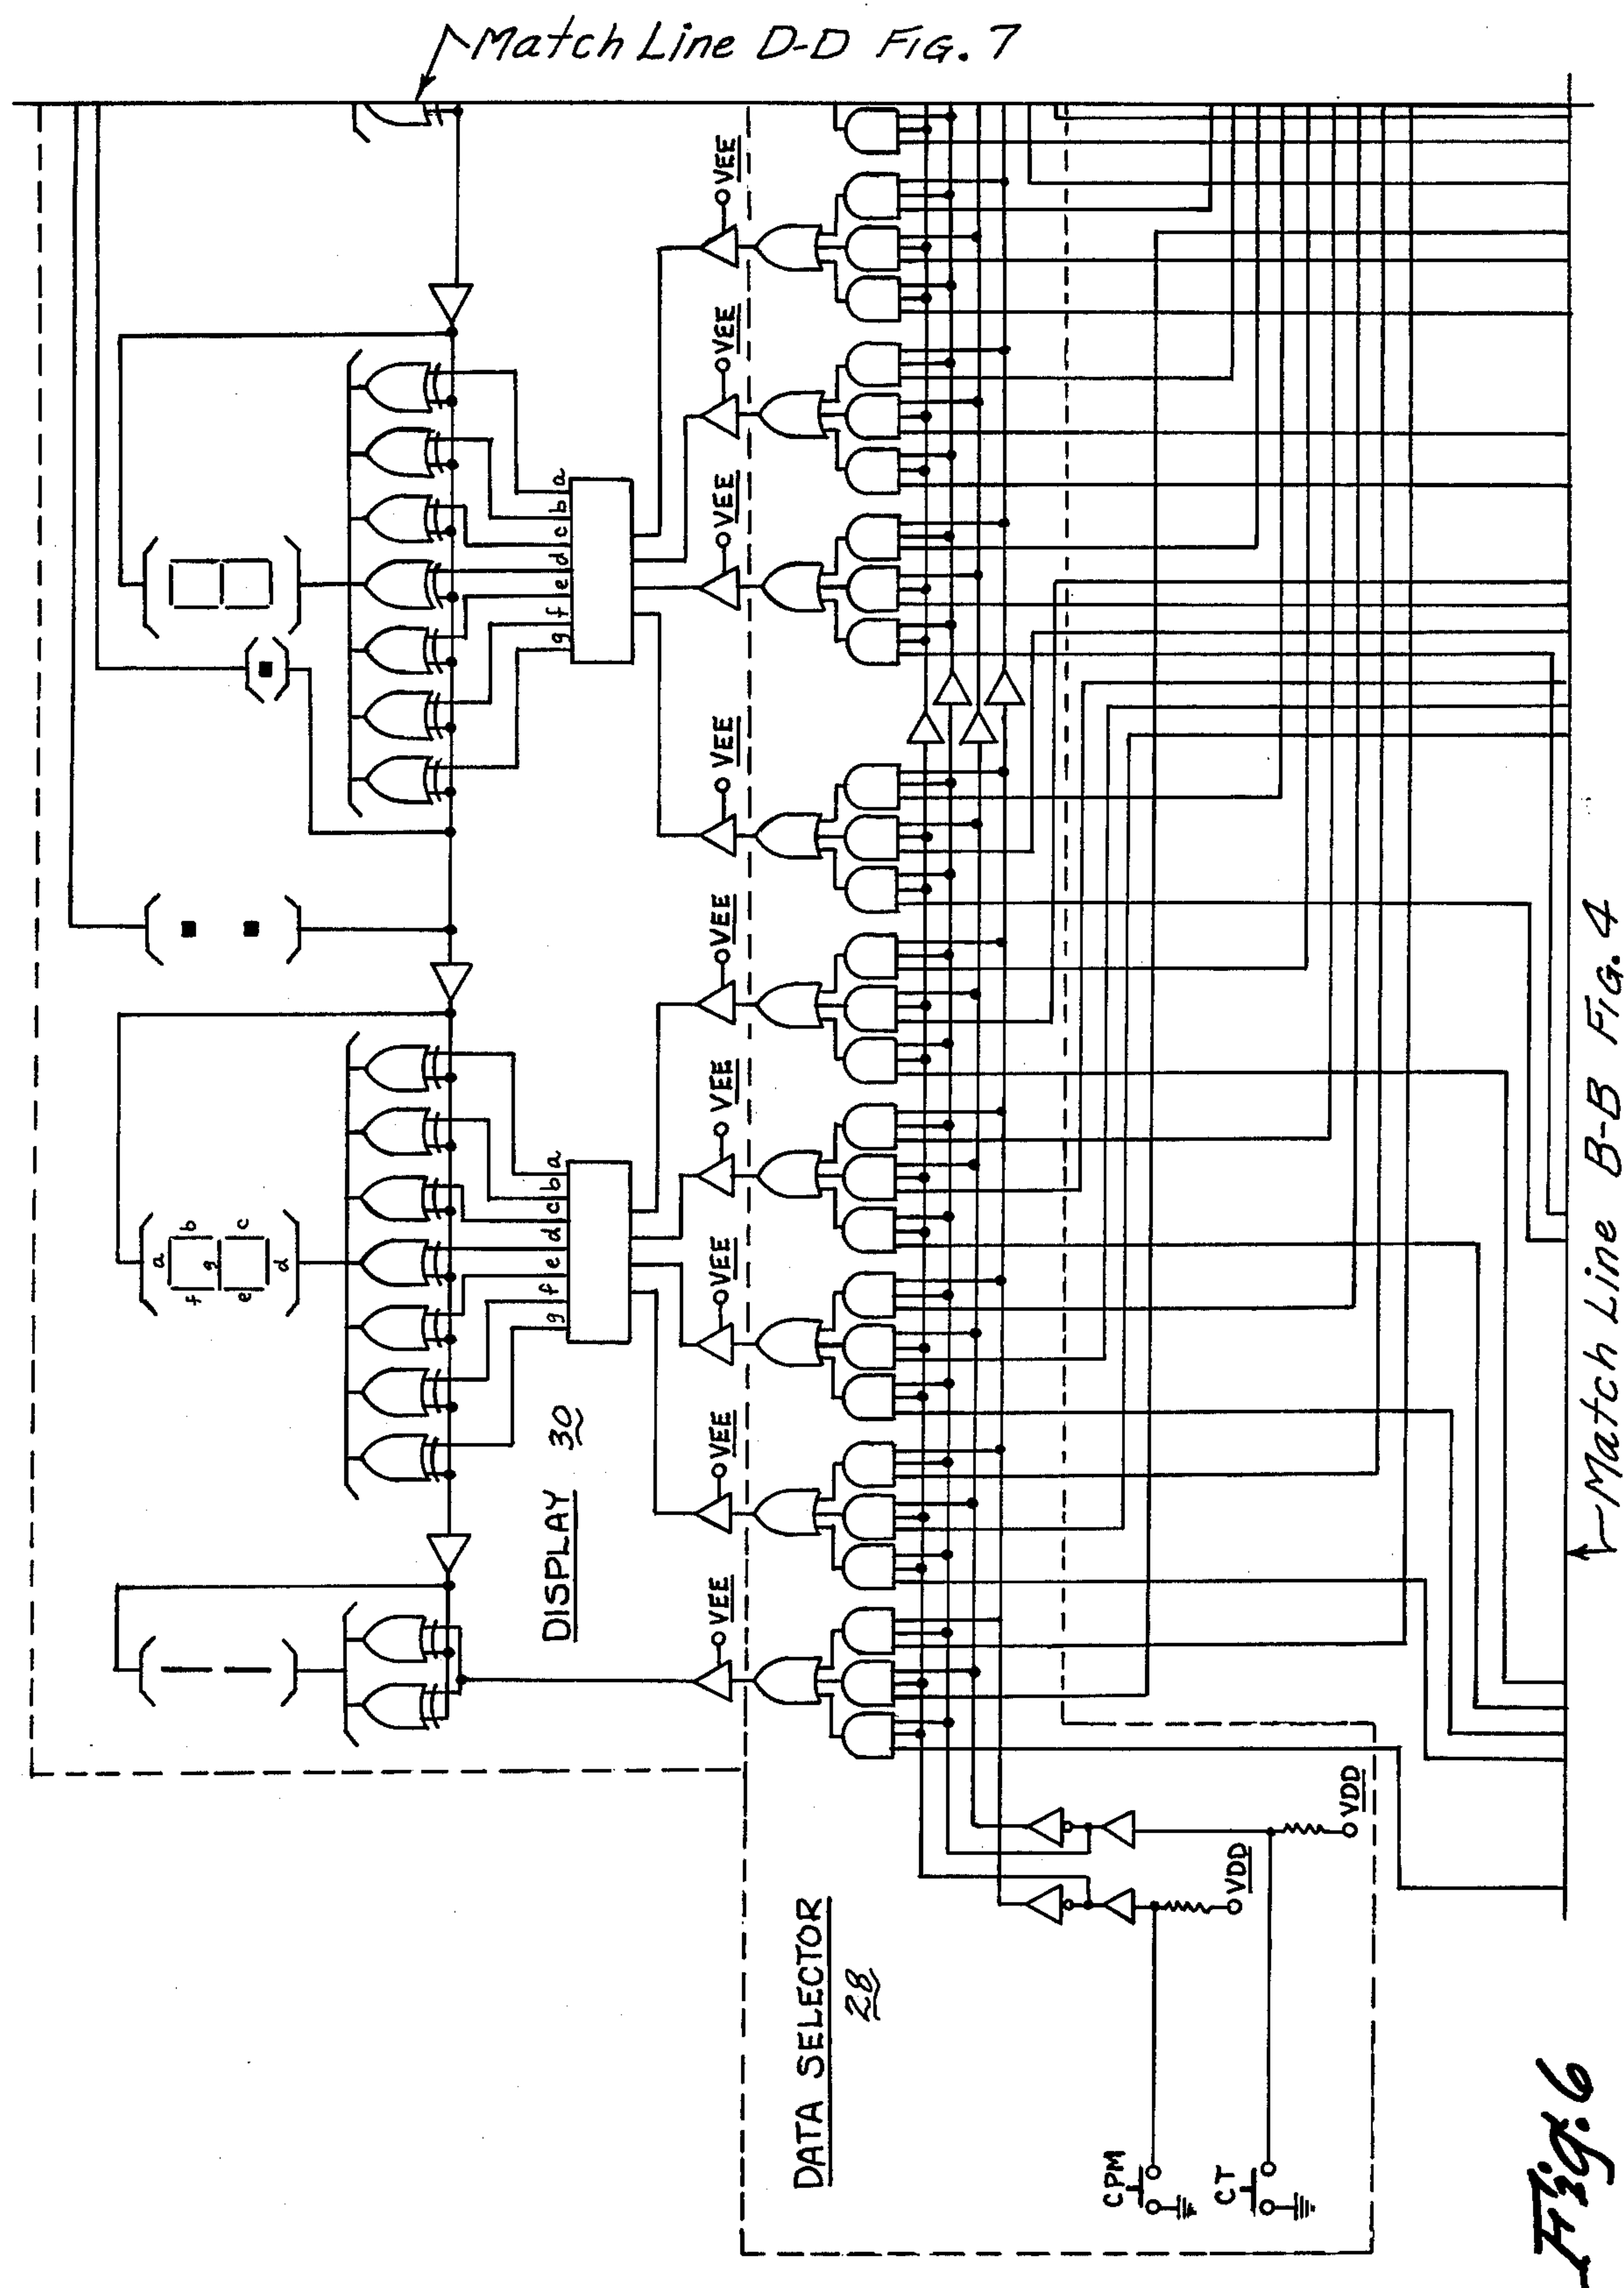 Match Line D-D FIG. 7
VEE
VEE
VEE
VEE
VEE
VEE
VEE
VEE
VEE
a
b
c
d
e
f
g
a
b
c
d
e
f
g
a
b
c
d
e
f
g
DISPLAY 30
DATA SELECTOR
28
CPM
CT
VDD
VDD
Match Line B-B FIG. 4
Fig. 6